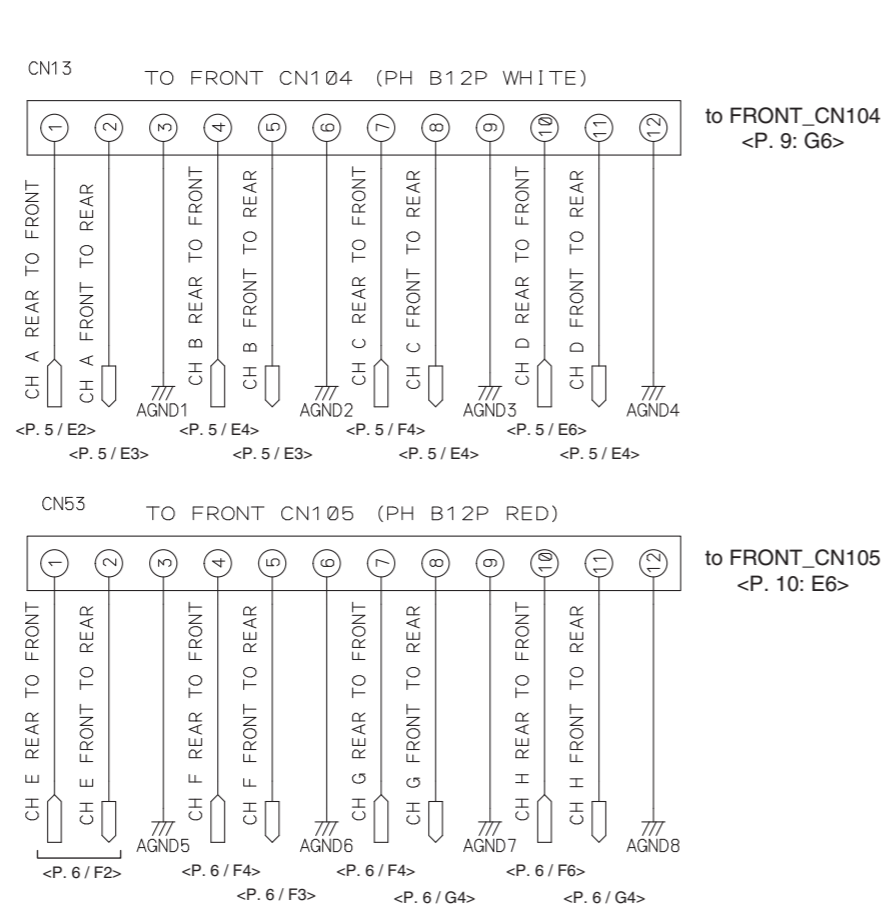 CN13
TO FRONT CN104 (PH B12P WHITE)
to FRONT_CN104
<P. 9: G6>
1 2 3 4 5 6 7 8 9 10 11 12
CH A REAR TO FRONT
CH A FRONT TO REAR
CH B REAR TO FRONT
CH B FRONT TO REAR
CH C REAR TO FRONT
CH C FRONT TO REAR
CH D REAR TO FRONT
CH D FRONT TO REAR
AGND1 AGND2 AGND3 AGND4
<P. 5 / E2> <P. 5 / E4> <P. 5 / F4> <P. 5 / E6>
<P. 5 / E3> <P. 5 / E3> <P. 5 / E4> <P. 5 / E4>
CN53
TO FRONT CN105 (PH B12P RED)
to FRONT_CN105
<P. 10: E6>
1 2 3 4 5 6 7 8 9 10 11 12
CH E REAR TO FRONT
CH E FRONT TO REAR
CH F REAR TO FRONT
CH F FRONT TO REAR
CH G REAR TO FRONT
CH G FRONT TO REAR
CH H REAR TO FRONT
CH H FRONT TO REAR
AGND5 AGND6 AGND7 AGND8
<P. 6 / F2> <P. 6 / F4> <P. 6 / F4> <P. 6 / F6>
<P. 6 / F3> <P. 6 / G4> <P. 6 / G4>